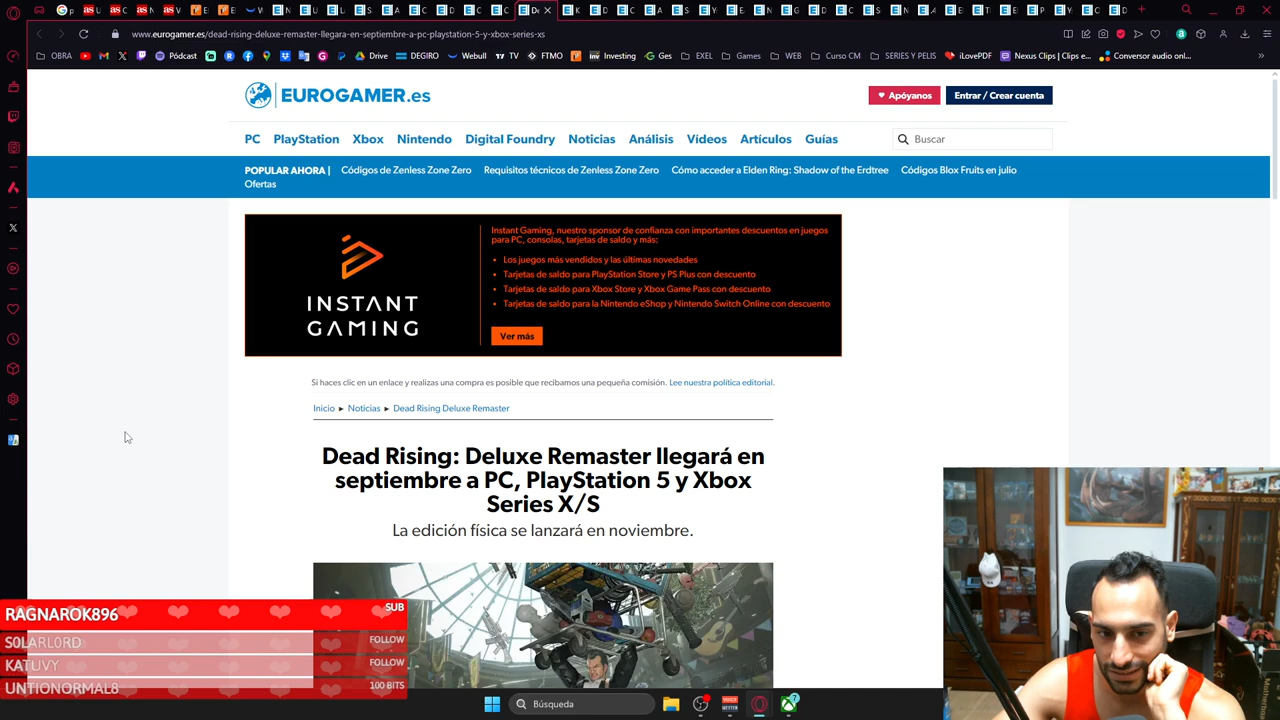 www.eurogamer.es/dead-rising-deluxe-remaster-llegara-en-septiembre-a-pc-playstation-5-y-xbox-series-xs
OBRA Pódcast Drive DEGIRO Webull TV FTMO Investing Ges EXEL Games WEB Curso CM SERIES Y PELIS iLovePDF Nexus Clips | Clips e... Conversor audio onl...
EUROGAMER.es
Apóyanos
Entrar / Crear cuenta
PC PlayStation Xbox Nintendo Digital Foundry Noticias Análisis Vídeos Artículos Guías
Buscar
POPULAR AHORA | Códigos de Zenless Zone Zero Requisitos técnicos de Zenless Zone Zero Cómo acceder a Elden Ring: Shadow of the Erdtree Códigos Blox Fruits en julio
Ofertas
INSTANT
GAMING
Instant Gaming, nuestro sponsor de confianza con importantes descuentos en juegos
para PC, consolas, tarjetas de saldo y más:
• Los juegos más vendidos y las últimas novedades
• Tarjetas de saldo para PlayStation Store y PS Plus con descuento
• Tarjetas de saldo para Xbox Store y Xbox Game Pass con descuento
• Tarjetas de saldo para la Nintendo eShop y Nintendo Switch Online con descuento
Ver más
Si haces clic en un enlace y realizas una compra es posible que recibamos una pequeña comisión. Lee nuestra política editorial.
Inicio ▸ Noticias ▸ Dead Rising Deluxe Remaster
Dead Rising: Deluxe Remaster llegará en
septiembre a PC, PlayStation 5 y Xbox
Series X/S
La edición física se lanzará en noviembre.
RAGNAROK896 SUB
S0LARL0RD FOLLOW
KATUVY FOLLOW
UNTIONORMAL8 100 BITS
Búsqueda